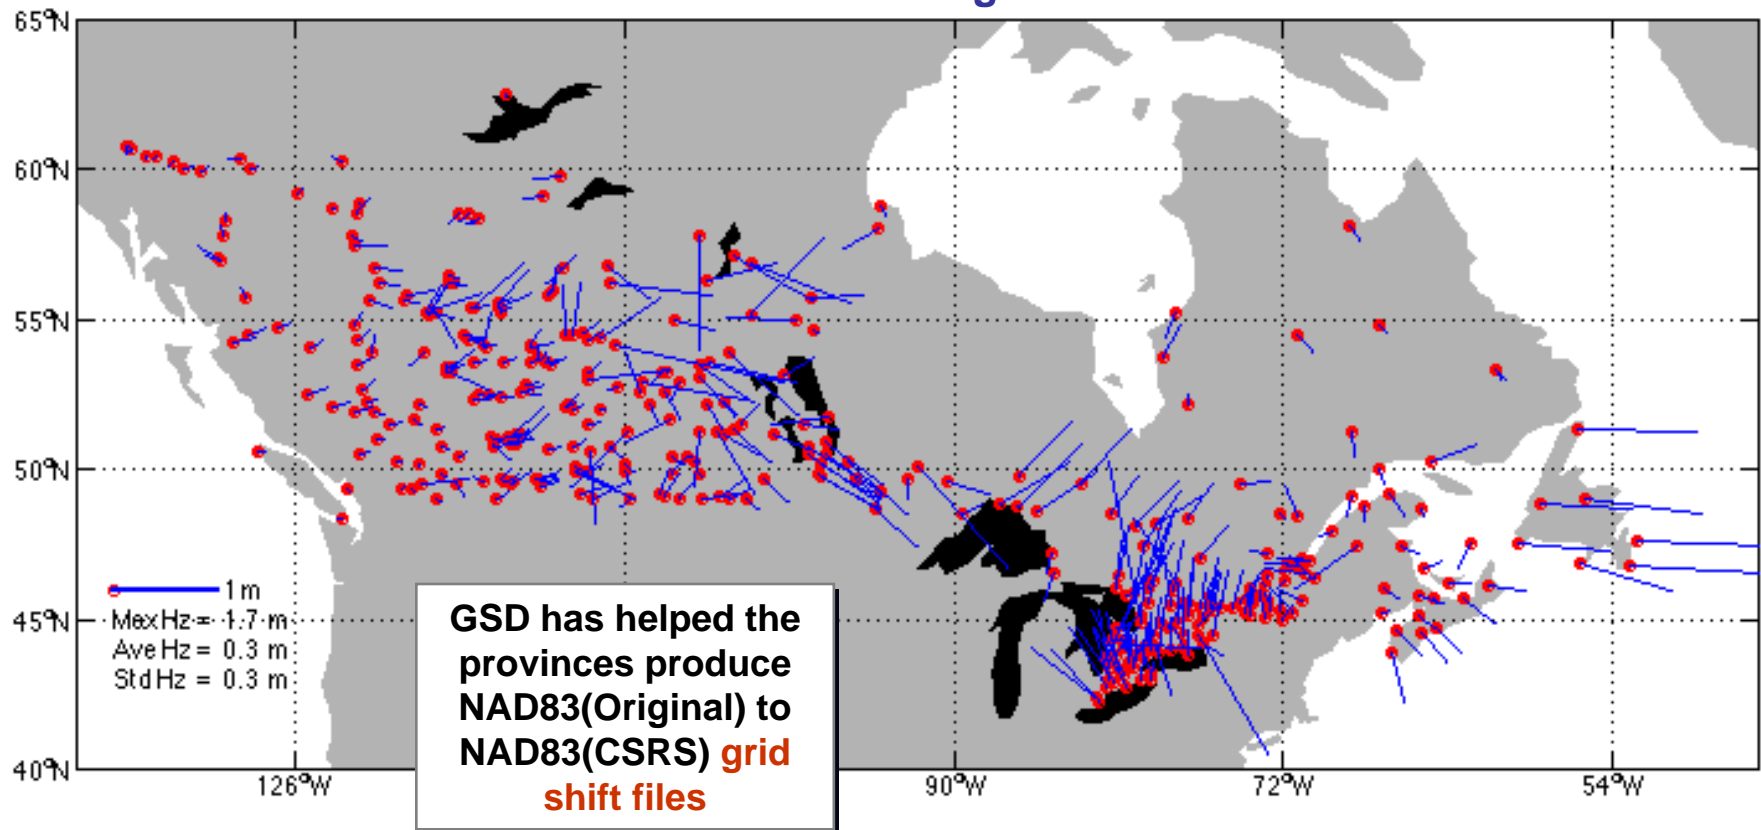 65°N
60°N
55°N
50°N
45°N
40°N
1 m
Max Hz = 1.7 m
Ave Hz = 0.3 m
Std Hz = 0.3 m
GSD has helped the
provinces produce
NAD83(Original) to
NAD83(CSRS) grid
shift files
126°W
90°W
72°W
54°W